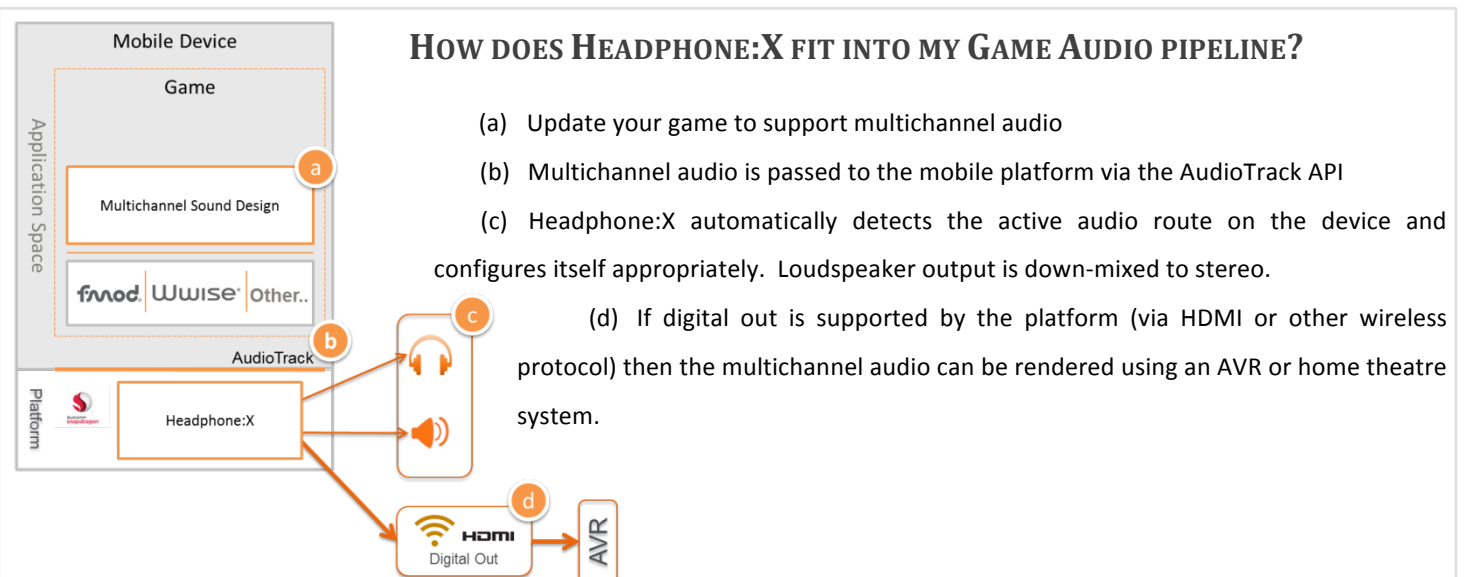 Mobile Device
Game
Application Space
a
Multichannel Sound Design
fmod Wwise Other..
b
AudioTrack
Platform
snapdragon
Headphone:X
HOW DOES HEADPHONE:X FIT INTO MY GAME AUDIO PIPELINE?
(a) Update your game to support multichannel audio
(b) Multichannel audio is passed to the mobile platform via the AudioTrack API
(c) Headphone:X automatically detects the active audio route on the device and
configures itself appropriately. Loudspeaker output is down-mixed to stereo.
(d) If digital out is supported by the platform (via HDMI or other wireless
protocol) then the multichannel audio can be rendered using an AVR or home theatre
system.
c
d
HDMI
Digital Out
AVR